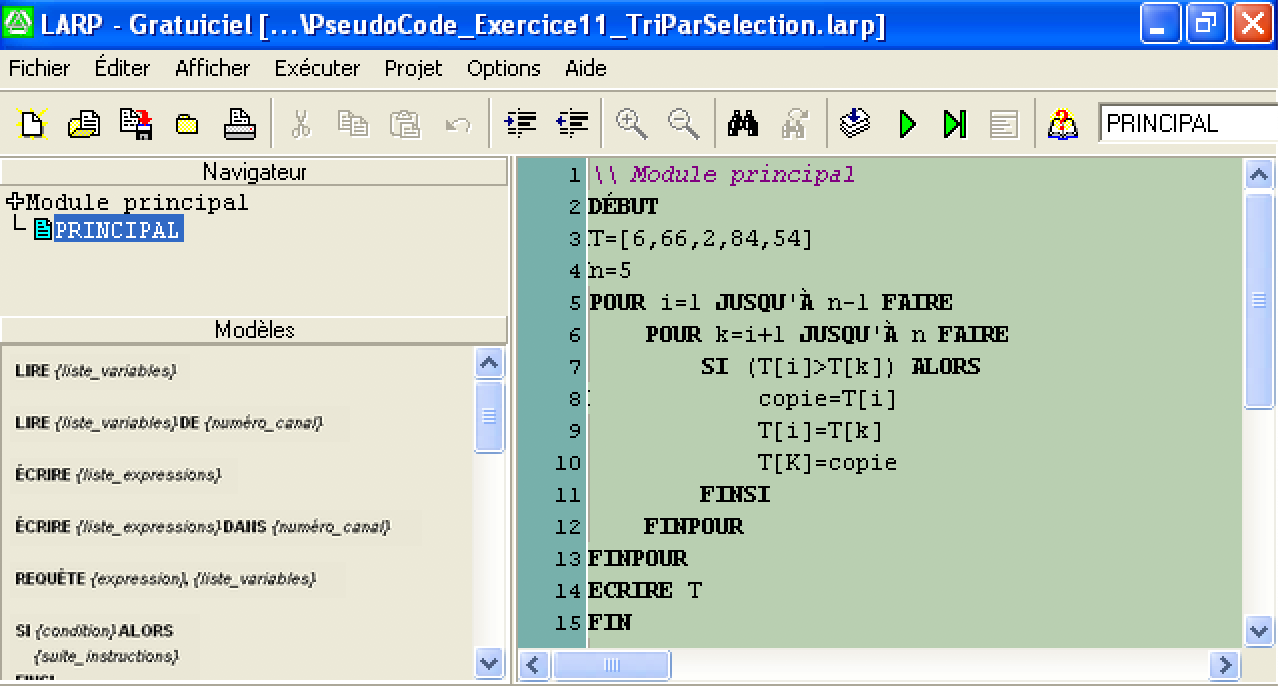 LARP - Gratuiciel [...\PseudoCode_Exercice11_TriParSelection.larp]
Fichier Éditer Afficher Exécuter Projet Options Aide
PRINCIPAL
Navigateur
Module principal
PRINCIPAL
Modèles
LIRE {liste_variables}
LIRE {liste_variables} DE {numéro_canal}
ÉCRIRE {liste_expressions}
ÉCRIRE {liste_expressions} DANS {numéro_canal}
REQUÊTE {expression}, {liste_variables}
SI {condition} ALORS
{suite_instructions}
FINSI
1 \\ Module principal
2 DÉBUT
3 T=[6,66,2,84,54]
4 n=5
5 POUR i=1 JUSQU'À n-1 FAIRE
6 POUR k=i+1 JUSQU'À n FAIRE
7 SI (T[i]>T[k]) ALORS
8 copie=T[i]
9 T[i]=T[k]
10 T[K]=copie
11 FINSI
12 FINPOUR
13 FINPOUR
14 ECRIRE T
15 FIN